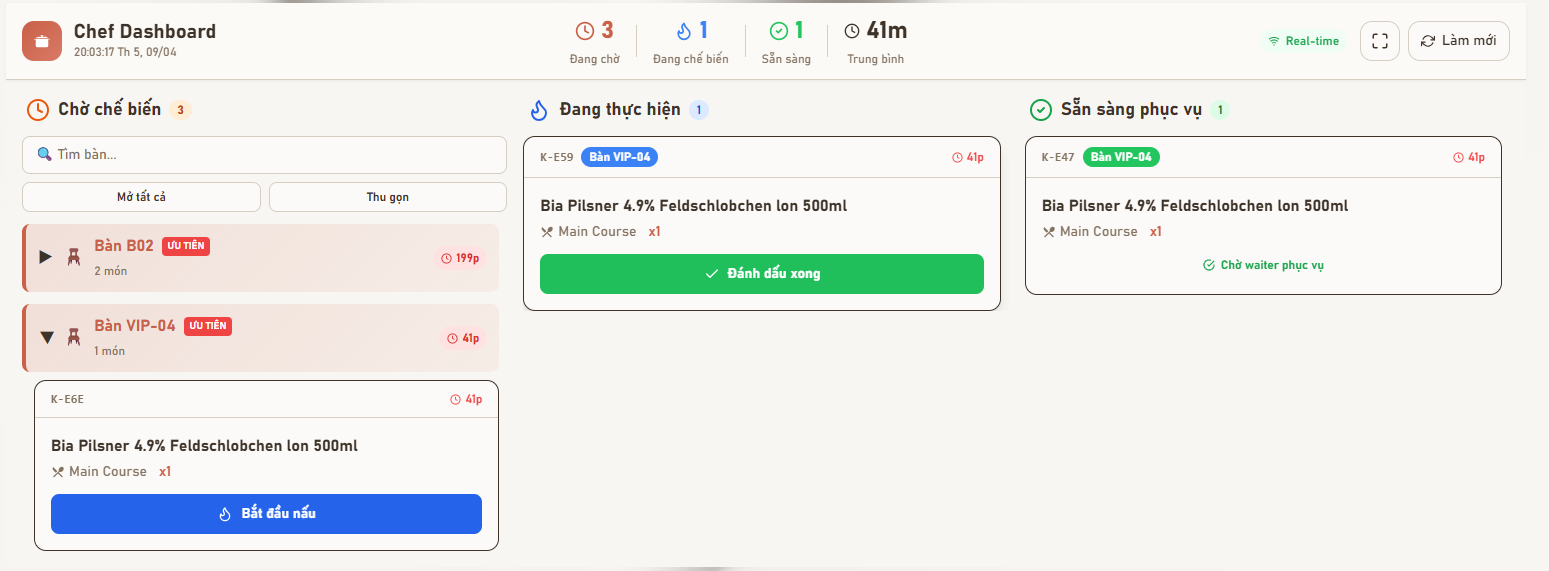 Chef Dashboard
20:03:17 Th 5, 09/04
3
Đang chờ
1
Đang chế biến
1
Sẵn sàng
41m
Trung bình
Real-time
Làm mới
Chờ chế biến 3
Tìm bàn...
Mở tất cả
Thu gọn
Bàn B02 ƯU TIÊN
2 món
199p
Bàn VIP-04 ƯU TIÊN
1 món
41p
K-E6E
41p
Bia Pilsner 4.9% Feldschlobchen lon 500ml
Main Course x1
Bắt đầu nấu
Đang thực hiện 1
K-E59 Bàn VIP-04 41p
Bia Pilsner 4.9% Feldschlobchen lon 500ml
Main Course x1
Đánh dấu xong
Sẵn sàng phục vụ 1
K-E47 Bàn VIP-04 41p
Bia Pilsner 4.9% Feldschlobchen lon 500ml
Main Course x1
Chờ waiter phục vụ